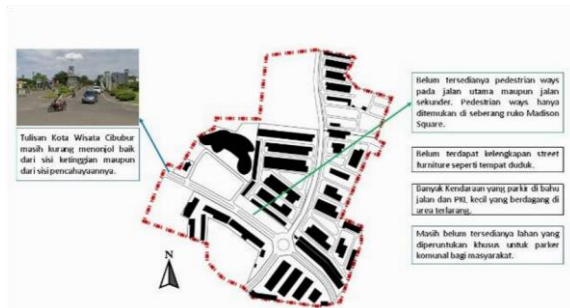 Tulisan Kota Wisata Cibubur
masih kurang menonjol baik
dari sisi ketinggian maupun
dari sisi pencahayaannya.
N
Belum tersedianya pedestrian ways
pada jalan utama maupun jalan
sekunder. Pedestrian ways hanya
ditemukan di seberang ruko Madison
Square.
Belum terdapat kelengkapan street
furniture seperti tempat duduk.
Banyak Kendaraan yang parkir di bahu
jalan dan PKL kecil yang berdagang di
area terlarang.
Masih belum tersedianya lahan yang
diperuntukan khusus untuk parker
komunal bagi masyarakat.